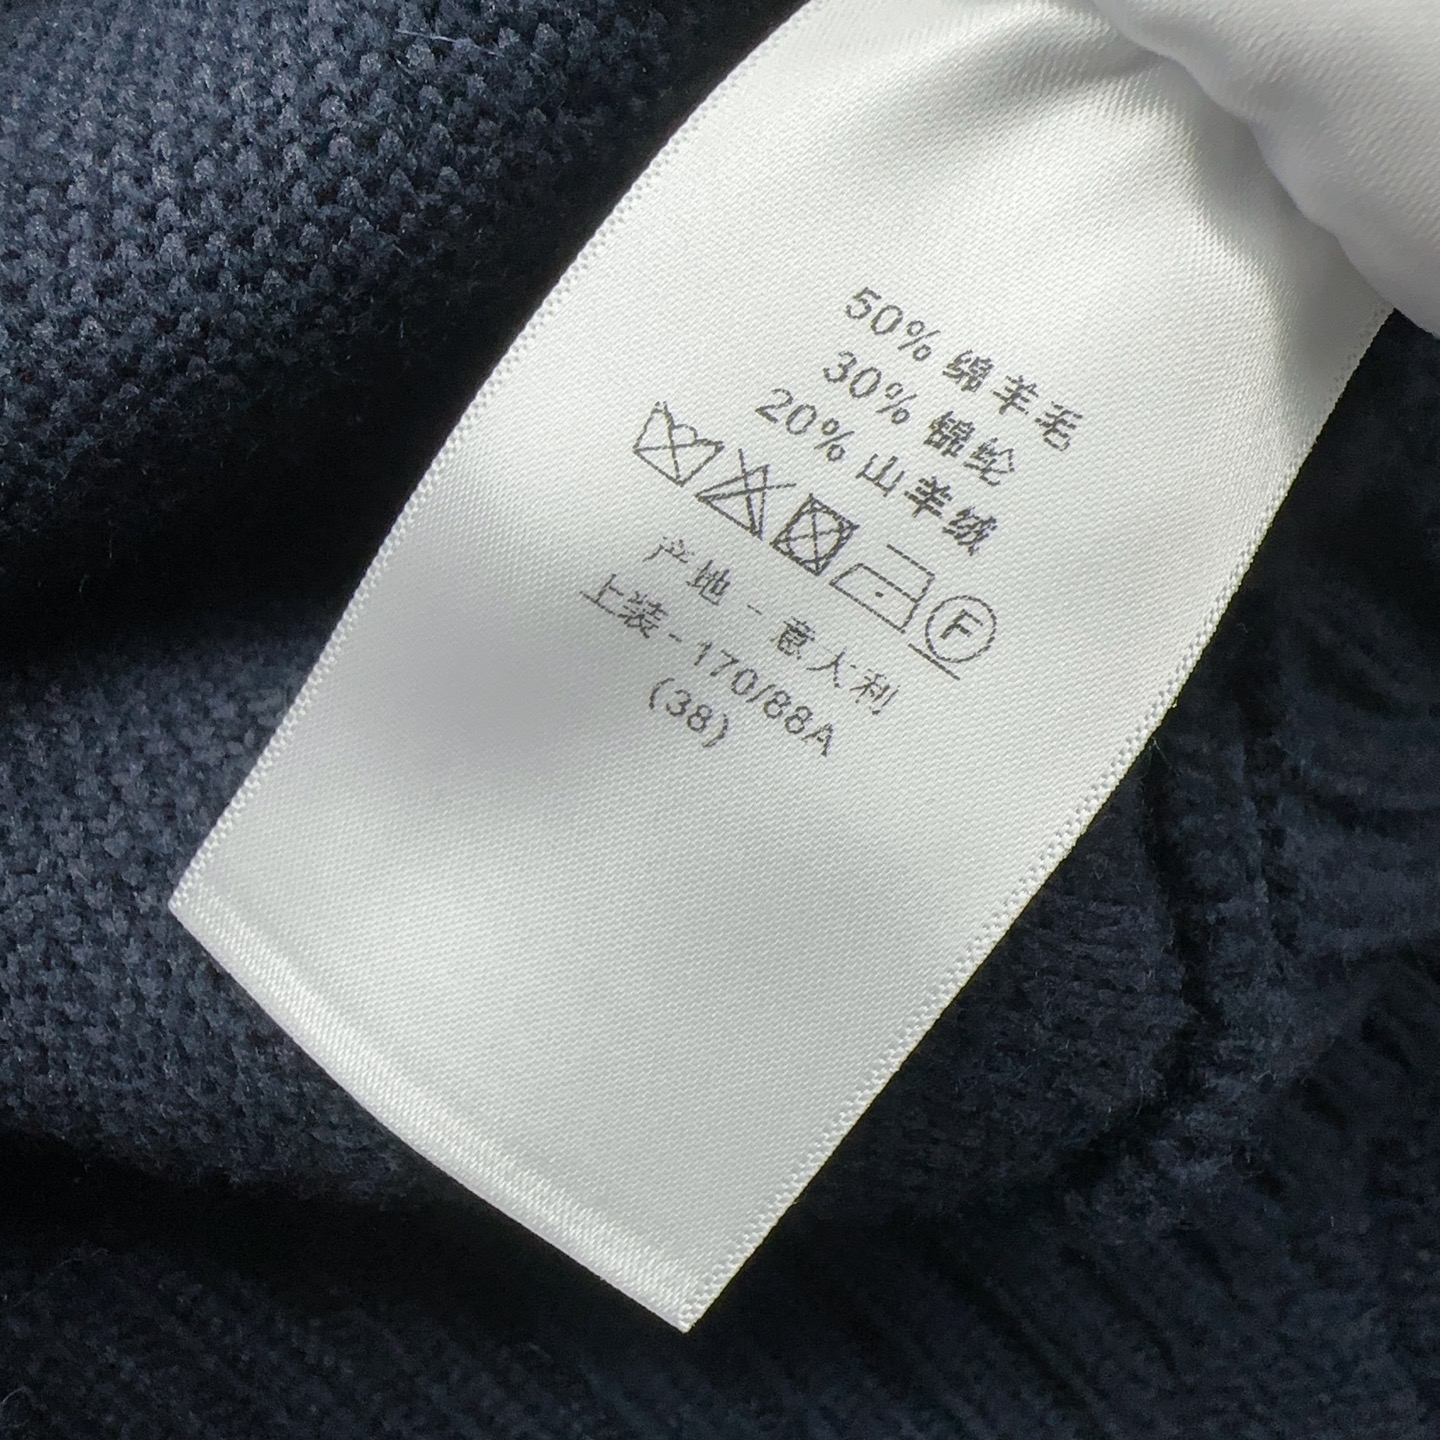 50% 绵羊毛
30% 锦纶
20% 山羊绒
F
产地 - 意大利
上装 - 170/88A
(38)